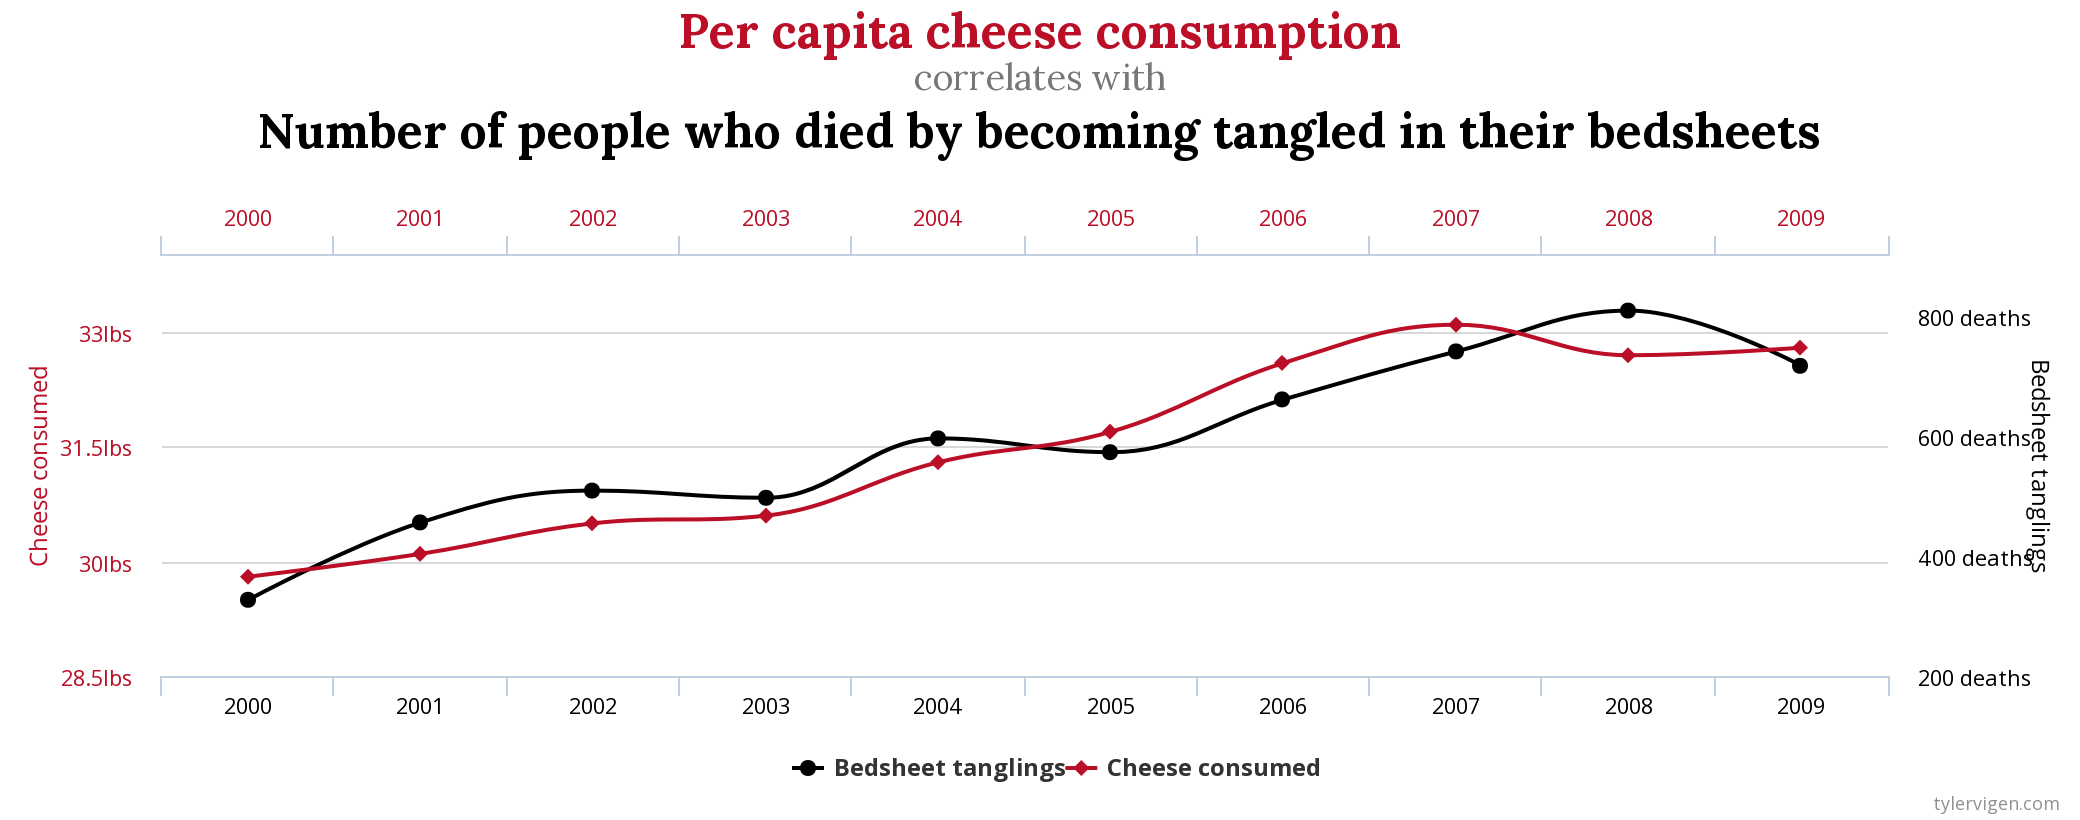 Per capita cheese consumption
correlates with
Number of people who died by becoming tangled in their bedsheets
2000 2001 2002 2003 2004 2005 2006 2007 2008 2009
Cheese consumed
33lbs
31.5lbs
30lbs
28.5lbs
800 deaths
600 deaths
400 deaths
200 deaths
Bedsheet tanglings
2000 2001 2002 2003 2004 2005 2006 2007 2008 2009
Bedsheet tanglings Cheese consumed
tylervigen.com